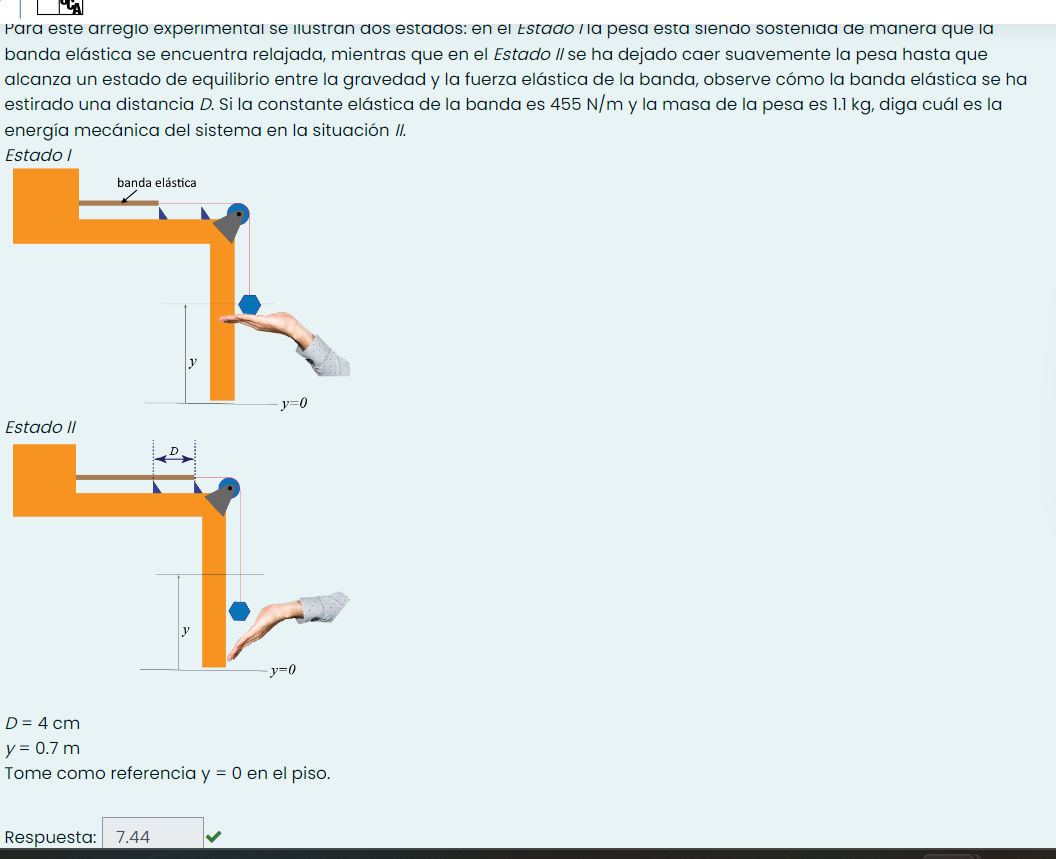 Para este arreglo experimental se ilustran dos estados: en el Estado I la pesa está siendo sostenida de manera que la
banda elástica se encuentra relajada, mientras que en el Estado II se ha dejado caer suavemente la pesa hasta que
alcanza un estado de equilibrio entre la gravedad y la fuerza elástica de la banda, observe cómo la banda elástica se ha
estirado una distancia D. Si la constante elástica de la banda es 455 N/m y la masa de la pesa es 1.1 kg, diga cuál es la
energía mecánica del sistema en la situación II.
Estado I
banda elástica
y
y=0
Estado II
D
y
y=0
D = 4 cm
y = 0.7 m
Tome como referencia y = 0 en el piso.
Respuesta: 7.44